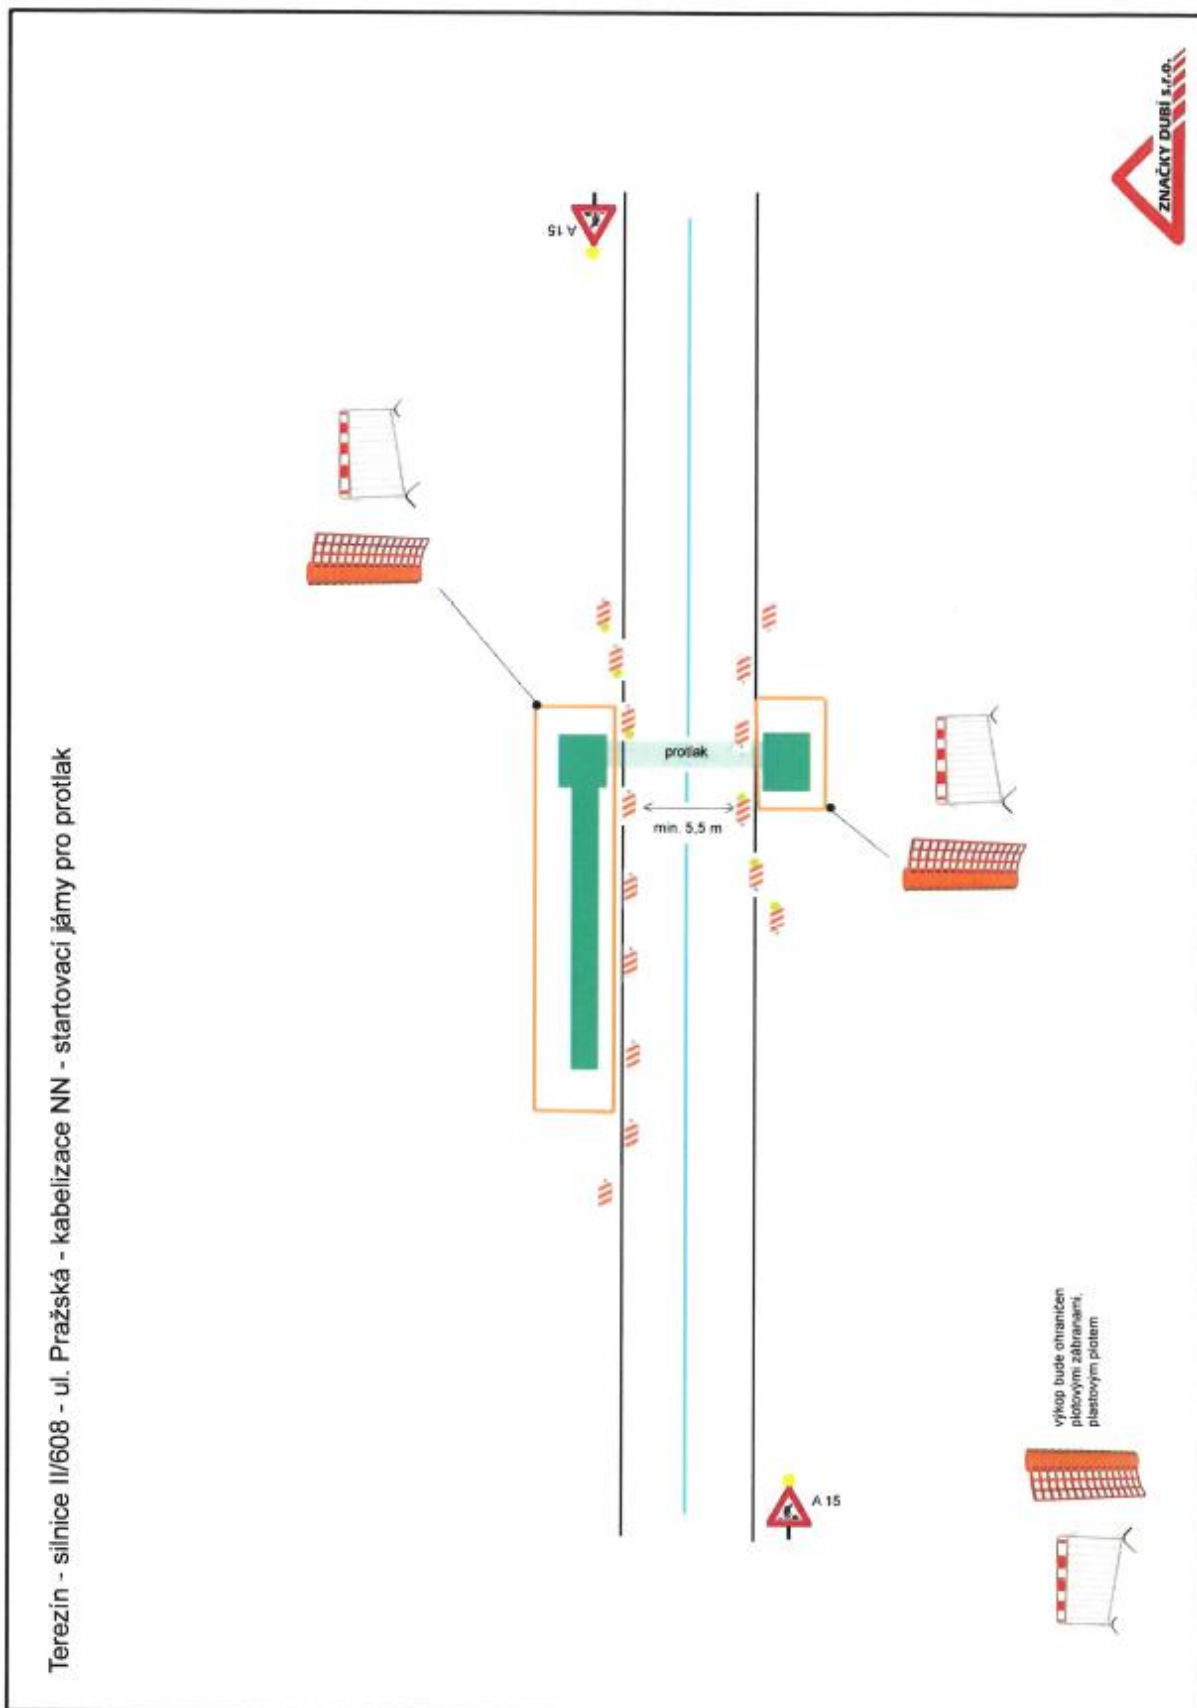 Terezín - silnice II/608 - ul. Pražská - kabelizace NN - startovací jámy pro protlak
A 15
protlak
min. 5,5 m
A 15
výkop bude ohraničen
plotovými zábranami,
plastovým plotem
ZNAČKY DUBÍ s.r.o.